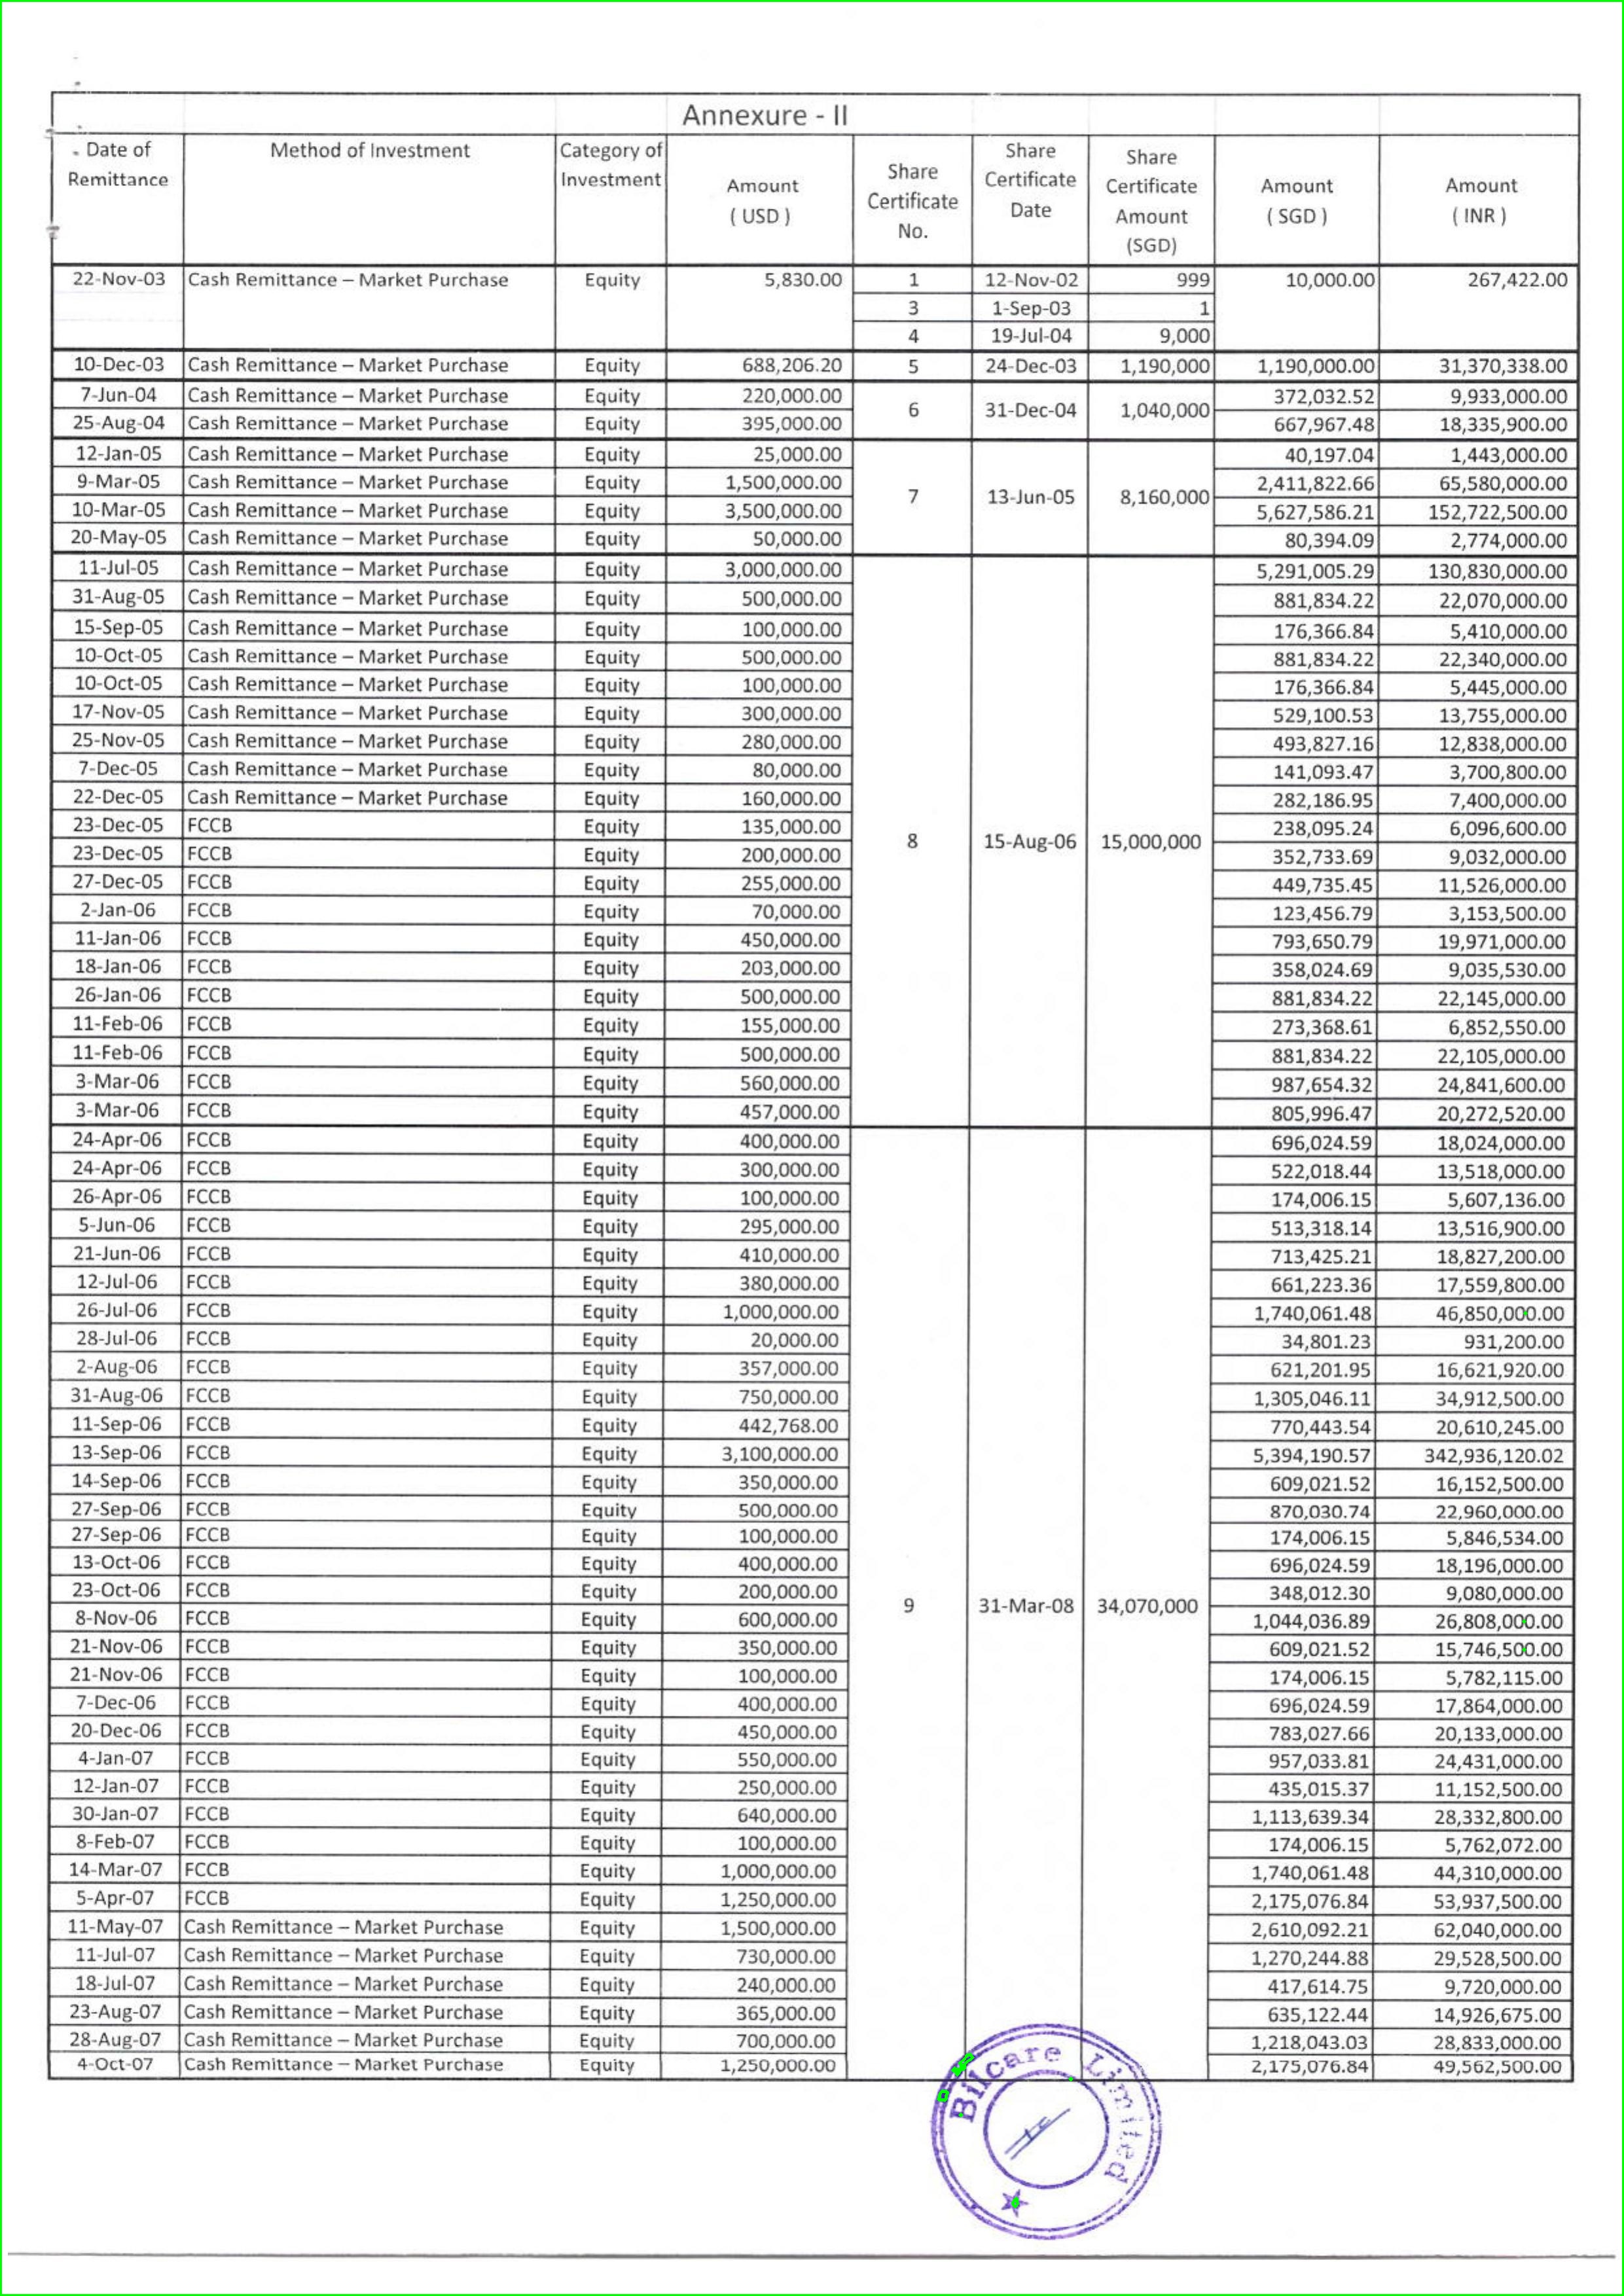 Annexure - II
Date of Remittance Method of Investment Category of Investment Amount ( USD ) Share Certificate No. Share Certificate Date Share Certificate Amount (SGD) Amount ( SGD ) Amount ( INR )
22-Nov-03 Cash Remittance – Market Purchase Equity 5,830.00 1 12-Nov-02 999 10,000.00 267,422.00
3 1-Sep-03 1
4 19-Jul-04 9,000
10-Dec-03 Cash Remittance – Market Purchase Equity 688,206.20 5 24-Dec-03 1,190,000 1,190,000.00 31,370,338.00
7-Jun-04 Cash Remittance – Market Purchase Equity 220,000.00 6 31-Dec-04 1,040,000 372,032.52 9,933,000.00
25-Aug-04 Cash Remittance – Market Purchase Equity 395,000.00 667,967.48 18,335,900.00
12-Jan-05 Cash Remittance – Market Purchase Equity 25,000.00 40,197.04 1,443,000.00
9-Mar-05 Cash Remittance – Market Purchase Equity 1,500,000.00 7 13-Jun-05 8,160,000 2,411,822.66 65,580,000.00
10-Mar-05 Cash Remittance – Market Purchase Equity 3,500,000.00 5,627,586.21 152,722,500.00
20-May-05 Cash Remittance – Market Purchase Equity 50,000.00 80,394.09 2,774,000.00
11-Jul-05 Cash Remittance – Market Purchase Equity 3,000,000.00 5,291,005.29 130,830,000.00
31-Aug-05 Cash Remittance – Market Purchase Equity 500,000.00 881,834.22 22,070,000.00
15-Sep-05 Cash Remittance – Market Purchase Equity 100,000.00 176,366.84 5,410,000.00
10-Oct-05 Cash Remittance – Market Purchase Equity 500,000.00 881,834.22 22,340,000.00
10-Oct-05 Cash Remittance – Market Purchase Equity 100,000.00 176,366.84 5,445,000.00
17-Nov-05 Cash Remittance – Market Purchase Equity 300,000.00 529,100.53 13,755,000.00
25-Nov-05 Cash Remittance – Market Purchase Equity 280,000.00 493,827.16 12,838,000.00
7-Dec-05 Cash Remittance – Market Purchase Equity 80,000.00 141,093.47 3,700,800.00
22-Dec-05 Cash Remittance – Market Purchase Equity 160,000.00 282,186.95 7,400,000.00
23-Dec-05 FCCB Equity 135,000.00 238,095.24 6,096,600.00
23-Dec-05 FCCB Equity 200,000.00 8 15-Aug-06 15,000,000 352,733.69 9,032,000.00
27-Dec-05 FCCB Equity 255,000.00 449,735.45 11,526,000.00
2-Jan-06 FCCB Equity 70,000.00 123,456.79 3,153,500.00
11-Jan-06 FCCB Equity 450,000.00 793,650.79 19,971,000.00
18-Jan-06 FCCB Equity 203,000.00 358,024.69 9,035,530.00
26-Jan-06 FCCB Equity 500,000.00 881,834.22 22,145,000.00
11-Feb-06 FCCB Equity 155,000.00 273,368.61 6,852,550.00
11-Feb-06 FCCB Equity 500,000.00 881,834.22 22,105,000.00
3-Mar-06 FCCB Equity 560,000.00 987,654.32 24,841,600.00
3-Mar-06 FCCB Equity 457,000.00 805,996.47 20,272,520.00
24-Apr-06 FCCB Equity 400,000.00 696,024.59 18,024,000.00
24-Apr-06 FCCB Equity 300,000.00 522,018.44 13,518,000.00
26-Apr-06 FCCB Equity 100,000.00 174,006.15 5,607,136.00
5-Jun-06 FCCB Equity 295,000.00 513,318.14 13,516,900.00
21-Jun-06 FCCB Equity 410,000.00 713,425.21 18,827,200.00
12-Jul-06 FCCB Equity 380,000.00 661,223.36 17,559,800.00
26-Jul-06 FCCB Equity 1,000,000.00 1,740,061.48 46,850,000.00
28-Jul-06 FCCB Equity 20,000.00 34,801.23 931,200.00
2-Aug-06 FCCB Equity 357,000.00 621,201.95 16,621,920.00
31-Aug-06 FCCB Equity 750,000.00 1,305,046.11 34,912,500.00
11-Sep-06 FCCB Equity 442,768.00 770,443.54 20,610,245.00
13-Sep-06 FCCB Equity 3,100,000.00 5,394,190.57 342,936,120.02
14-Sep-06 FCCB Equity 350,000.00 609,021.52 16,152,500.00
27-Sep-06 FCCB Equity 500,000.00 870,030.74 22,960,000.00
27-Sep-06 FCCB Equity 100,000.00 174,006.15 5,846,534.00
13-Oct-06 FCCB Equity 400,000.00 696,024.59 18,196,000.00
23-Oct-06 FCCB Equity 200,000.00 9 31-Mar-08 34,070,000 348,012.30 9,080,000.00
8-Nov-06 FCCB Equity 600,000.00 1,044,036.89 26,808,000.00
21-Nov-06 FCCB Equity 350,000.00 609,021.52 15,746,500.00
21-Nov-06 FCCB Equity 100,000.00 174,006.15 5,782,115.00
7-Dec-06 FCCB Equity 400,000.00 696,024.59 17,864,000.00
20-Dec-06 FCCB Equity 450,000.00 783,027.66 20,133,000.00
4-Jan-07 FCCB Equity 550,000.00 957,033.81 24,431,000.00
12-Jan-07 FCCB Equity 250,000.00 435,015.37 11,152,500.00
30-Jan-07 FCCB Equity 640,000.00 1,113,639.34 28,332,800.00
8-Feb-07 FCCB Equity 100,000.00 174,006.15 5,762,072.00
14-Mar-07 FCCB Equity 1,000,000.00 1,740,061.48 44,310,000.00
5-Apr-07 FCCB Equity 1,250,000.00 2,175,076.84 53,937,500.00
11-May-07 Cash Remittance – Market Purchase Equity 1,500,000.00 2,610,092.21 62,040,000.00
11-Jul-07 Cash Remittance – Market Purchase Equity 730,000.00 1,270,244.88 29,528,500.00
18-Jul-07 Cash Remittance – Market Purchase Equity 240,000.00 417,614.75 9,720,000.00
23-Aug-07 Cash Remittance – Market Purchase Equity 365,000.00 635,122.44 14,926,675.00
28-Aug-07 Cash Remittance – Market Purchase Equity 700,000.00 1,218,043.03 28,833,000.00
4-Oct-07 Cash Remittance – Market Purchase Equity 1,250,000.00 2,175,076.84 49,562,500.00
Bilcare Limited